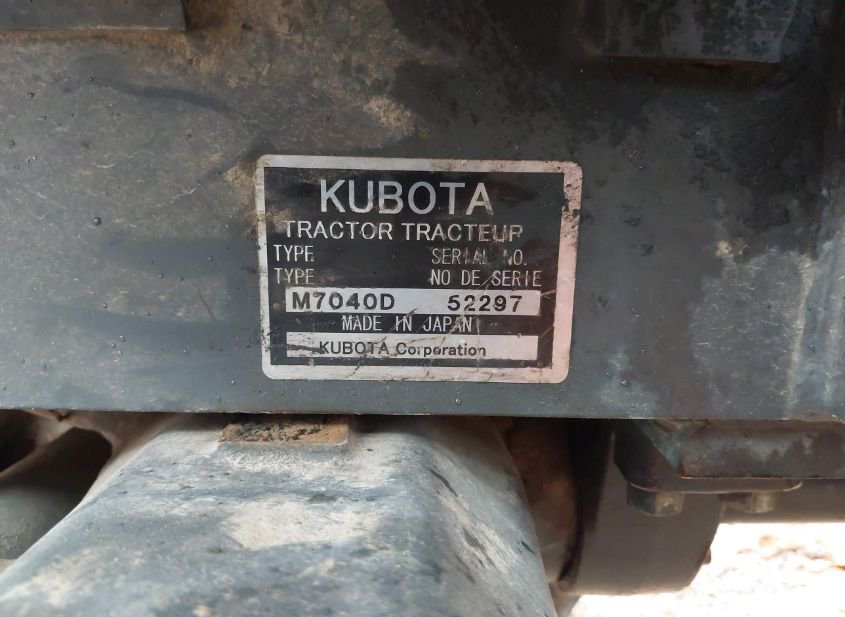 KUBOTA
TRACTOR TRACTEUR
TYPE SERIAL NO.
TYPE NO DE SERIE
M7040D 52297
MADE IN JAPAN
KUBOTA Corporation